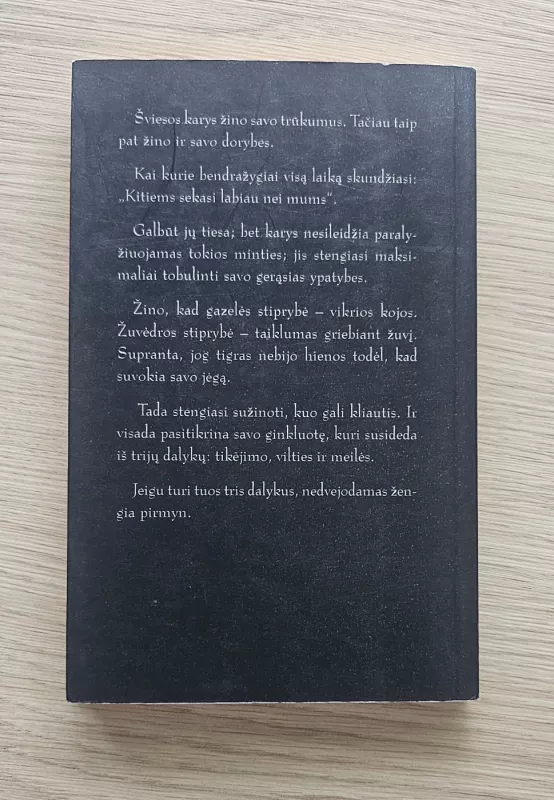 Šviesos karys žino savo trūkumus. Tačiau taip
pat žino ir savo dorybes.
Kai kurie bendražygiai visą laiką skundžiasi:
„Kitiems sekasi labiau nei mums“.
Galbūt jų tiesa; bet karys nesileidžia paraly-
žiuojamas tokios minties; jis stengiasi maksi-
maliai tobulinti savo gerąsias ypatybes.
Žino, kad gazelės stiprybė – vikrios kojos.
Žuvėdros stiprybė – taiklumas griebiant žuvį.
Supranta, jog tigras nebijo hienos todėl, kad
suvokia savo jėgą.
Tada stengiasi sužinoti, kuo gali kliautis. Ir
visada pasitikrina savo ginkluotę, kuri susideda
iš trijų dalykų: tikėjimo, vilties ir meilės.
Jeigu turi tuos tris dalykus, nedvejodamas žen-
gia pirmyn.